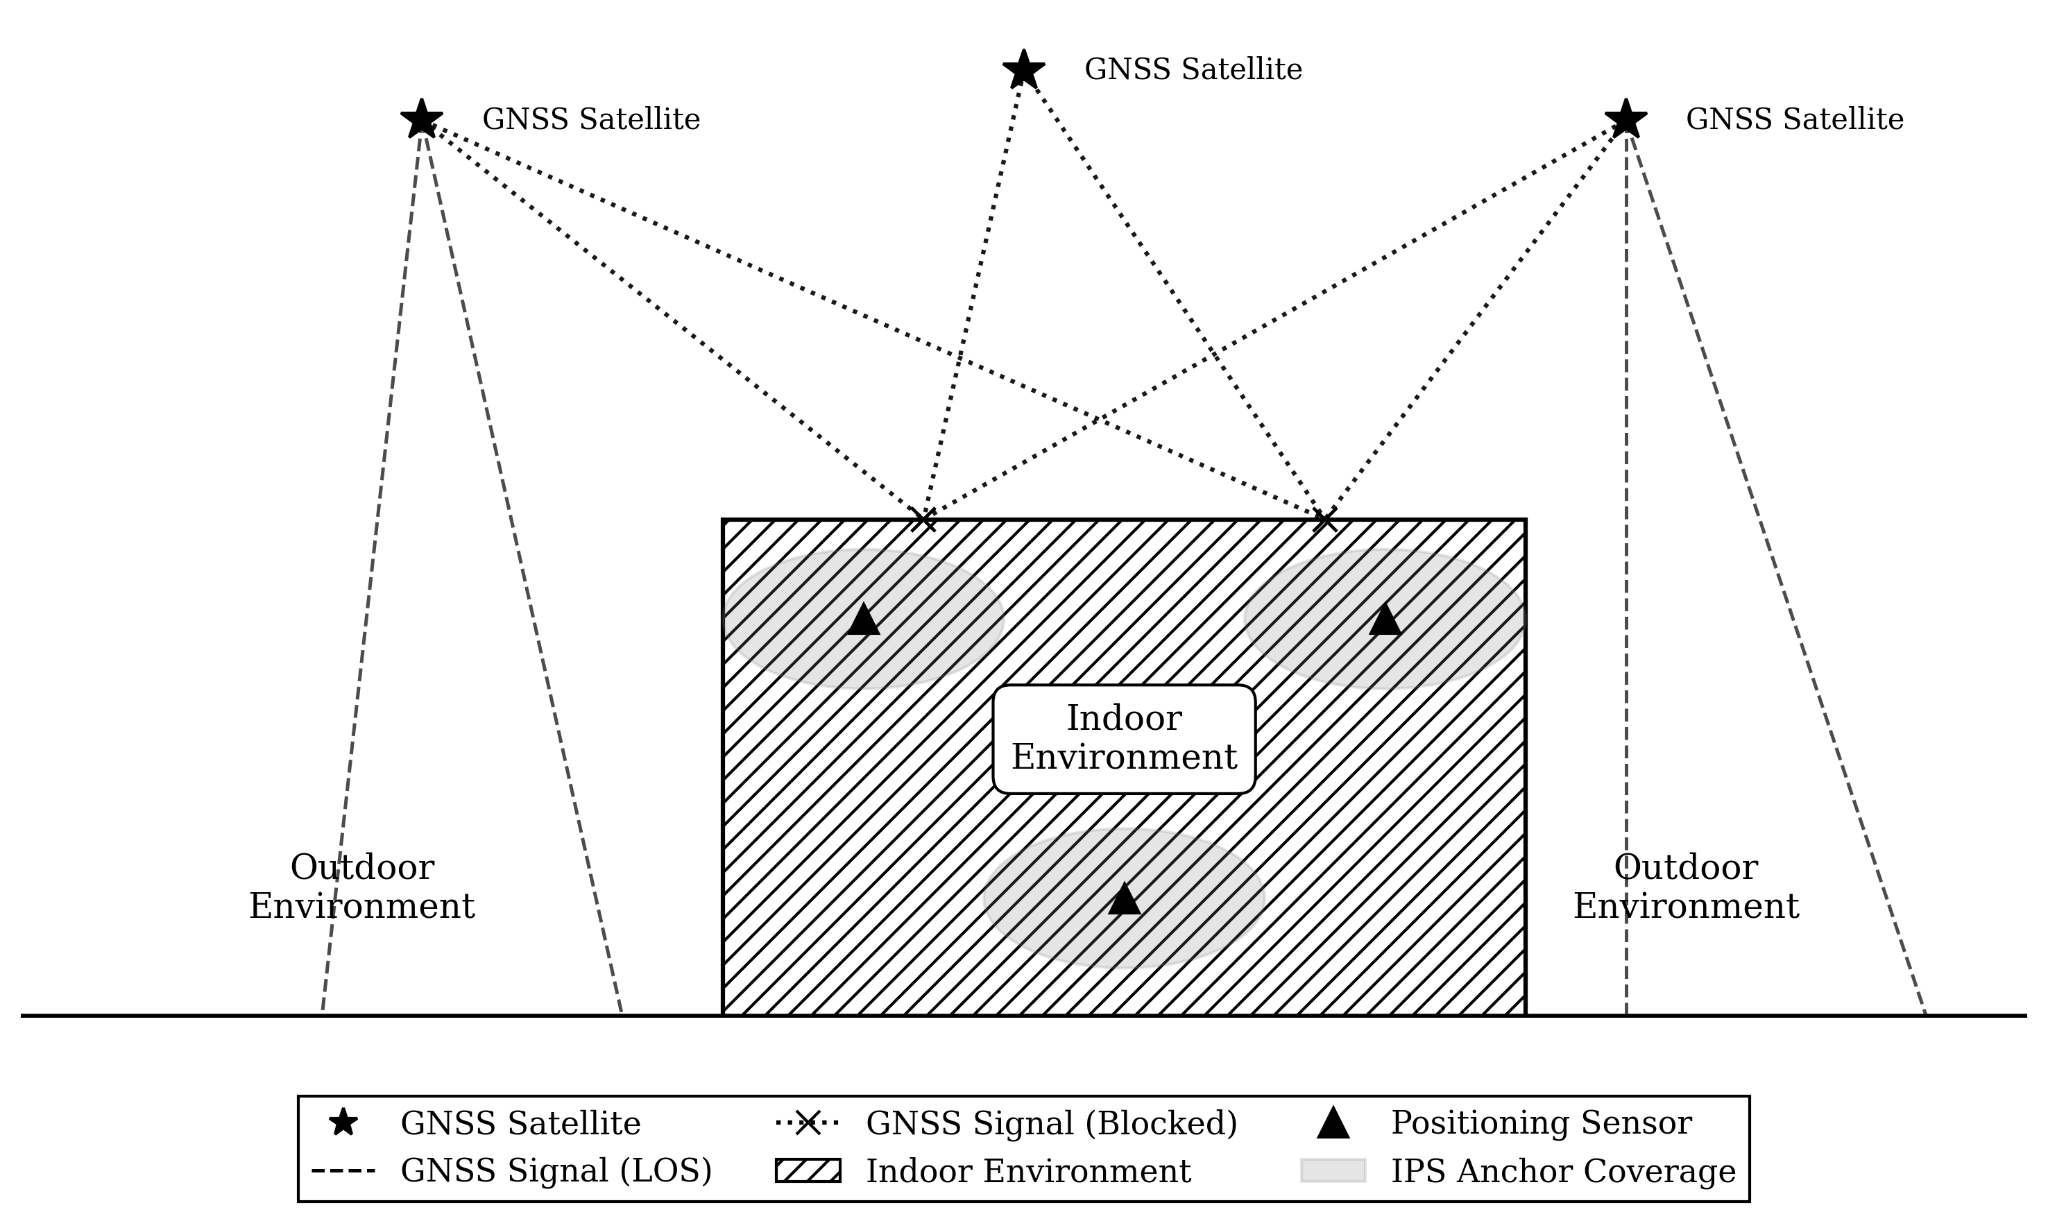 GNSS Satellite
GNSS Satellite
GNSS Satellite
Indoor
Environment
Outdoor
Environment
Outdoor
Environment
GNSS Satellite
GNSS Signal (Blocked)
Positioning Sensor
GNSS Signal (LOS)
Indoor Environment
IPS Anchor Coverage